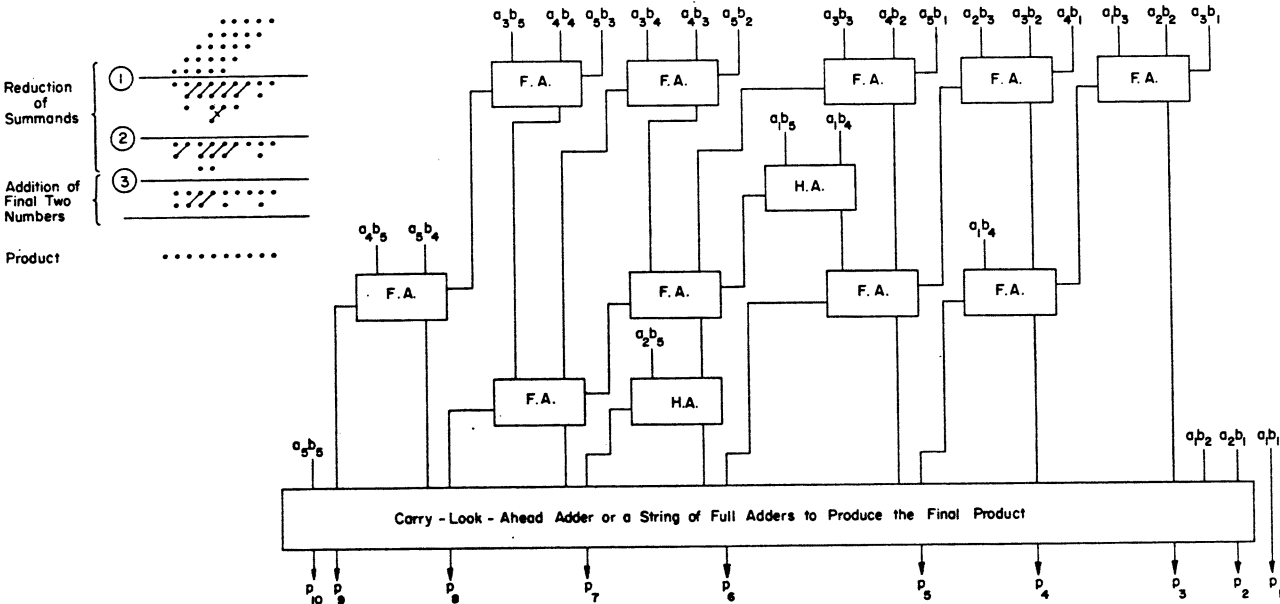 a3b5 a4b4 a5b3 a3b4 a4b3 a5b2 a3b3 a4b2 a5b1 a2b3 a3b2 a4b1 a1b3 a2b2 a3b1
F.A. F.A. F.A. F.A. F.A.
Reduction
of
Summands
1
2
3
Addition of
Final Two
Numbers
Product
a1b5 a1b4
H.A.
a4b5 a5b4 a1b4
F.A. F.A. F.A. F.A.
a2b5
F.A. H.A.
a5b5 a1b2 a2b1 a1b1
Carry-Look-Ahead Adder or a String of Full Adders to Produce the Final Product
P10 P9 P8 P7 P6 P5 P4 P3 P2